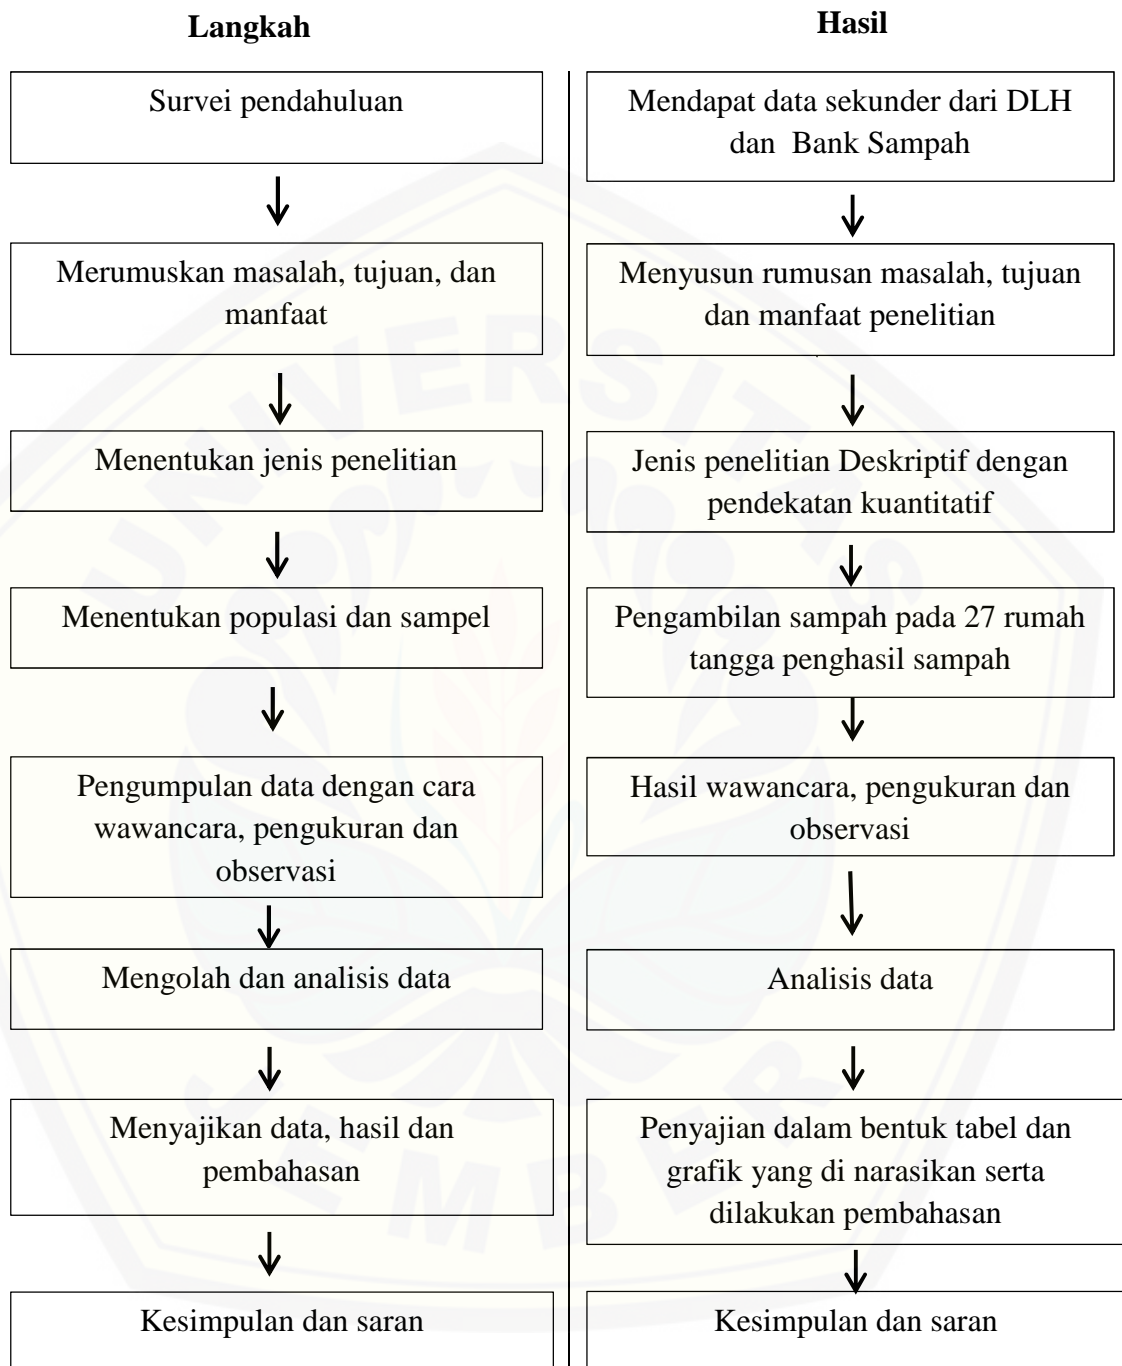 Langkah
Hasil
Survei pendahuluan
Mendapat data sekunder dari DLH
dan Bank Sampah
Merumuskan masalah, tujuan, dan
manfaat
Menyusun rumusan masalah, tujuan
dan manfaat penelitian
Menentukan jenis penelitian
Jenis penelitian Deskriptif dengan
pendekatan kuantitatif
Menentukan populasi dan sampel
Pengambilan sampah pada 27 rumah
tangga penghasil sampah
Pengumpulan data dengan cara
wawancara, pengukuran dan
observasi
Hasil wawancara, pengukuran dan
observasi
Mengolah dan analisis data
Analisis data
Menyajikan data, hasil dan
pembahasan
Penyajian dalam bentuk tabel dan
grafik yang di narasikan serta
dilakukan pembahasan
Kesimpulan dan saran
Kesimpulan dan saran
UNIVERSITAS
JEMBER